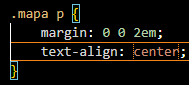 .mapa p {
    margin: 0 0 2em;
    text-align: center;
}